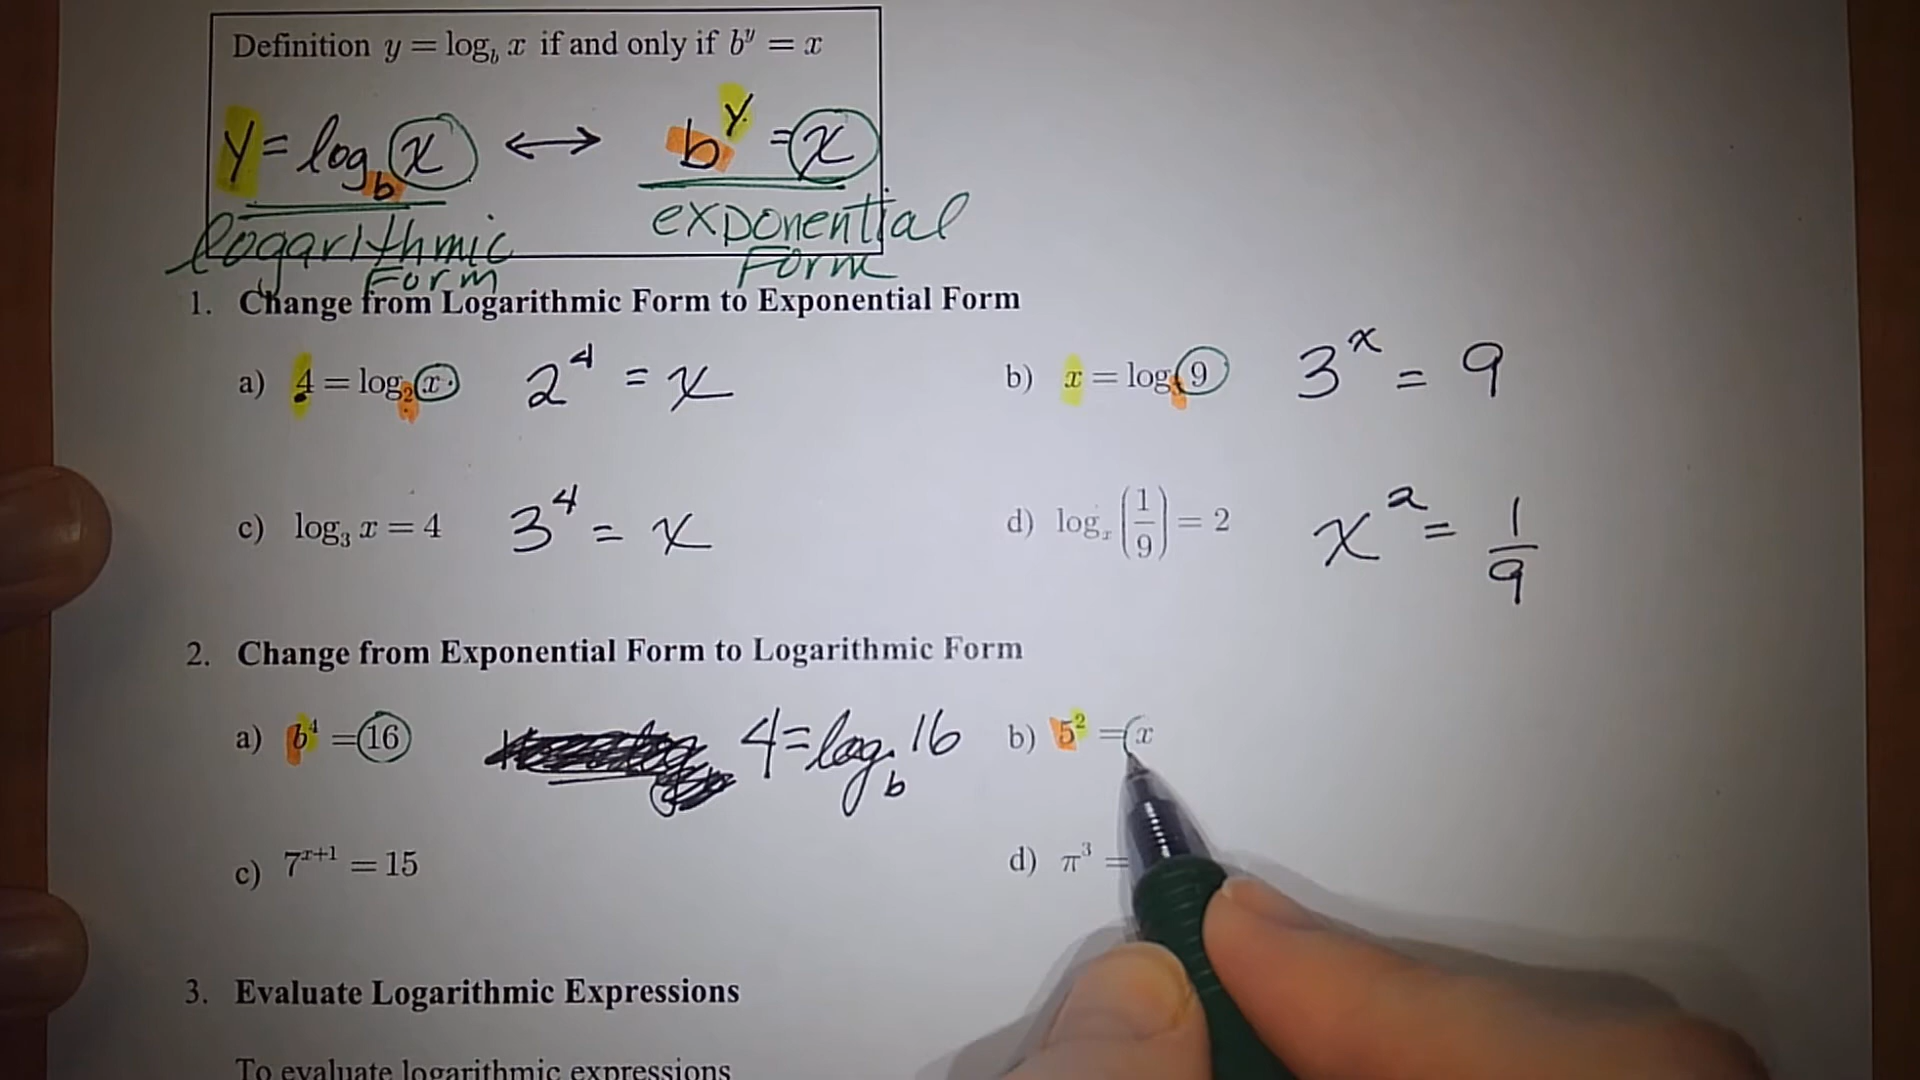 Definition y = log_b x if and only if b^y = x
y = log_b x ↔ b^y = x
logarithmic Form exponential Form
1. Change from Logarithmic Form to Exponential Form
a) 4 = log_2 x 2^4 = x b) x = log_3 9 3^x = 9
c) log_3 x = 4 3^4 = x d) log_x (1/9) = 2 x^2 = 1/9
2. Change from Exponential Form to Logarithmic Form
a) b^4 = 16 4 = log_b 16 b) 5^2 = x
c) 7^{x+1} = 15 d) π^3 =
3. Evaluate Logarithmic Expressions
To evaluate logarithmic expressions